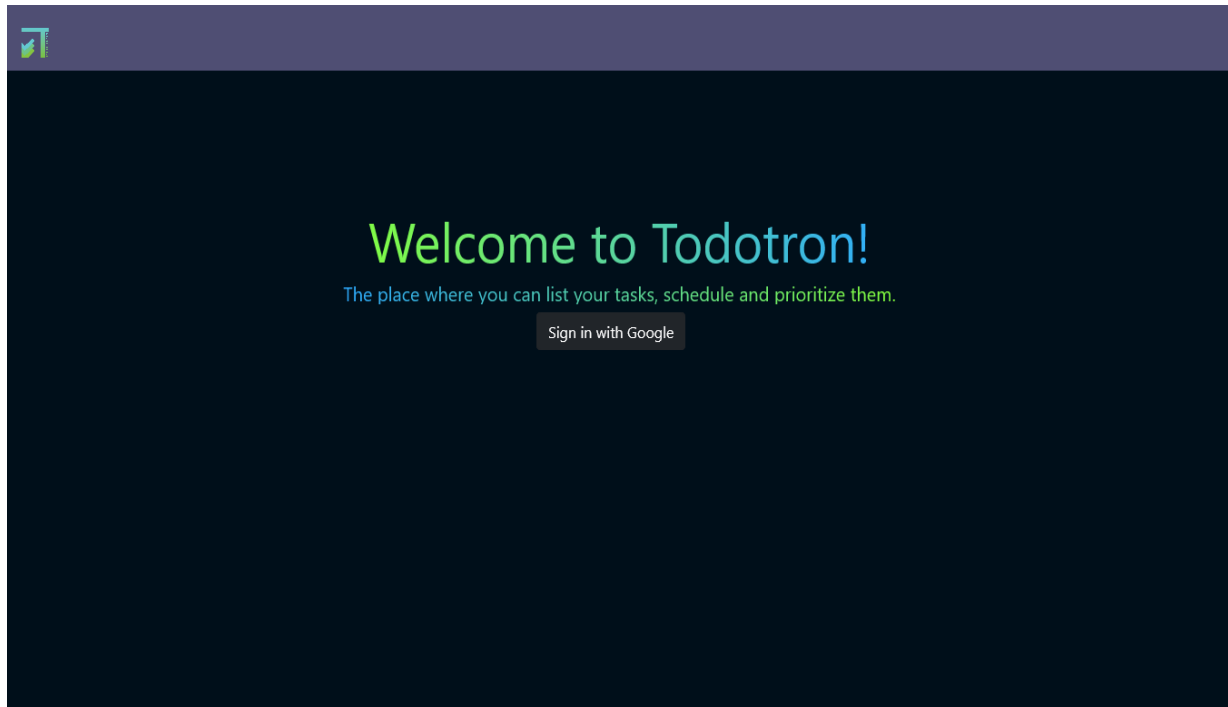 Welcome to Todotron!
The place where you can list your tasks, schedule and prioritize them.
Sign in with Google